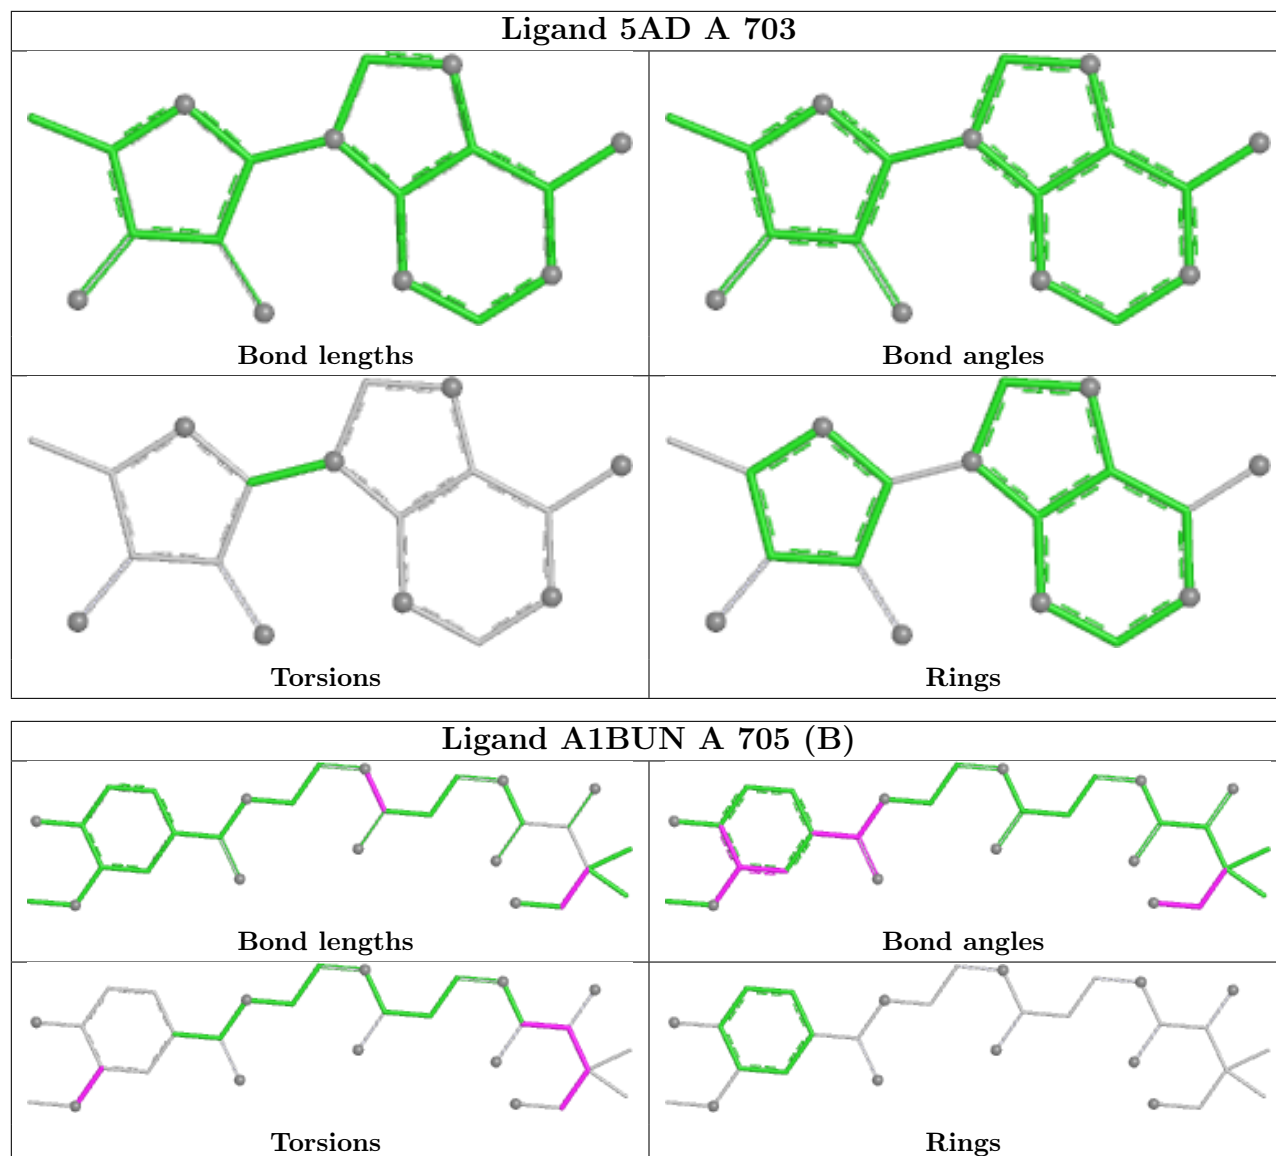 Ligand 5AD A 703
Bond lengths
Bond angles
Torsions
Rings
Ligand A1BUN A 705 (B)
Bond lengths
Bond angles
Torsions
Rings